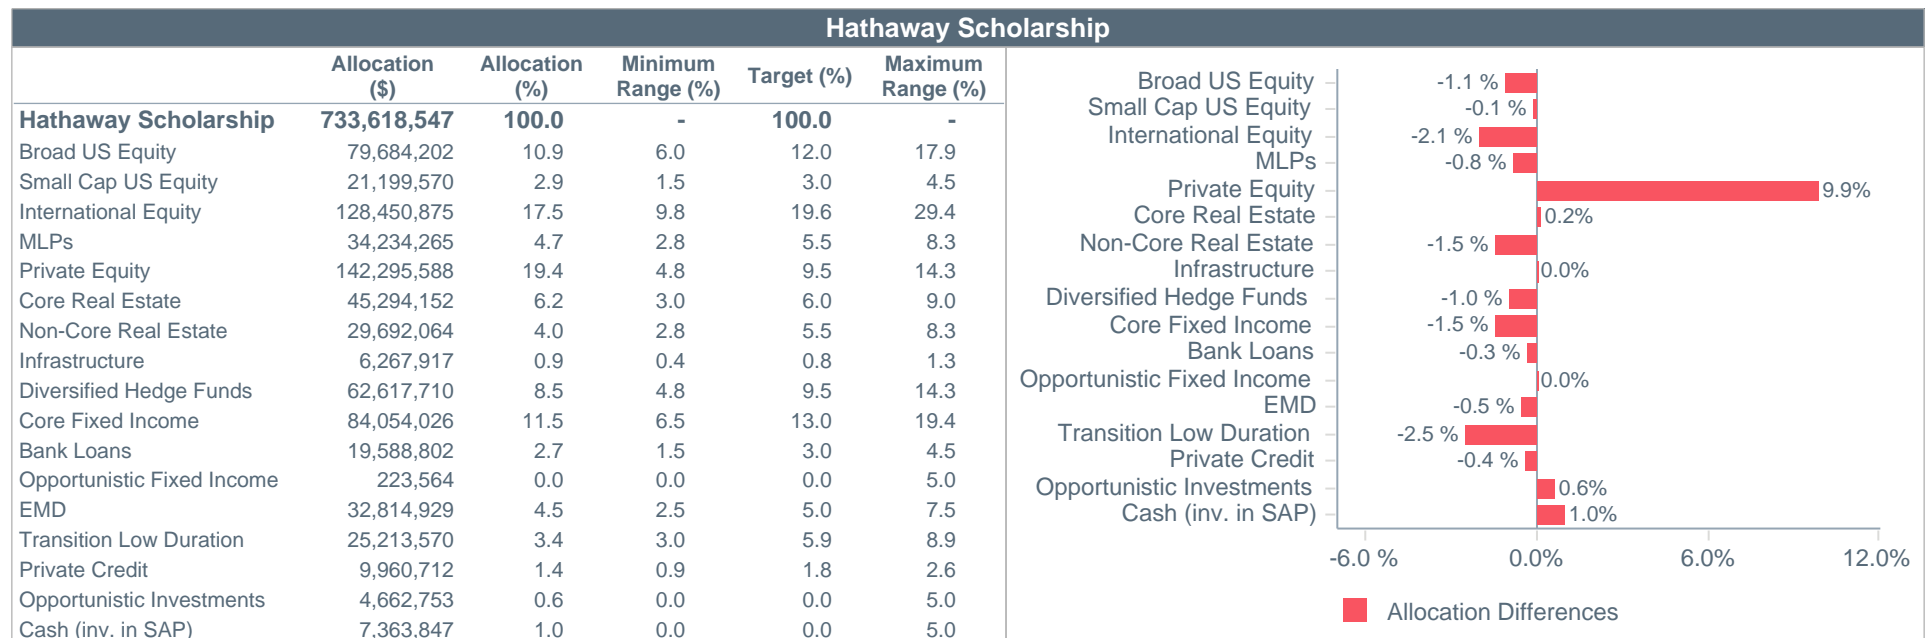 Hathaway Scholarship
Allocation ($) Allocation (%) Minimum Range (%) Target (%) Maximum Range (%)
Hathaway Scholarship 733,618,547 100.0 - 100.0 -
Broad US Equity 79,684,202 10.9 6.0 12.0 17.9
Small Cap US Equity 21,199,570 2.9 1.5 3.0 4.5
International Equity 128,450,875 17.5 9.8 19.6 29.4
MLPs 34,234,265 4.7 2.8 5.5 8.3
Private Equity 142,295,588 19.4 4.8 9.5 14.3
Core Real Estate 45,294,152 6.2 3.0 6.0 9.0
Non-Core Real Estate 29,692,064 4.0 2.8 5.5 8.3
Infrastructure 6,267,917 0.9 0.4 0.8 1.3
Diversified Hedge Funds 62,617,710 8.5 4.8 9.5 14.3
Core Fixed Income 84,054,026 11.5 6.5 13.0 19.4
Bank Loans 19,588,802 2.7 1.5 3.0 4.5
Opportunistic Fixed Income 223,564 0.0 0.0 0.0 5.0
EMD 32,814,929 4.5 2.5 5.0 7.5
Transition Low Duration 25,213,570 3.4 3.0 5.9 8.9
Private Credit 9,960,712 1.4 0.9 1.8 2.6
Opportunistic Investments 4,662,753 0.6 0.0 0.0 5.0
Cash (inv. in SAP) 7,363,847 1.0 0.0 0.0 5.0
Broad US Equity -1.1 %
Small Cap US Equity -0.1 %
International Equity -2.1 %
MLPs -0.8 %
Private Equity 9.9%
Core Real Estate 0.2%
Non-Core Real Estate -1.5 %
Infrastructure 0.0%
Diversified Hedge Funds -1.0 %
Core Fixed Income -1.5 %
Bank Loans -0.3 %
Opportunistic Fixed Income 0.0%
EMD -0.5 %
Transition Low Duration -2.5 %
Private Credit -0.4 %
Opportunistic Investments 0.6%
Cash (inv. in SAP) 1.0%
-6.0 % 0.0% 6.0% 12.0%
Allocation Differences